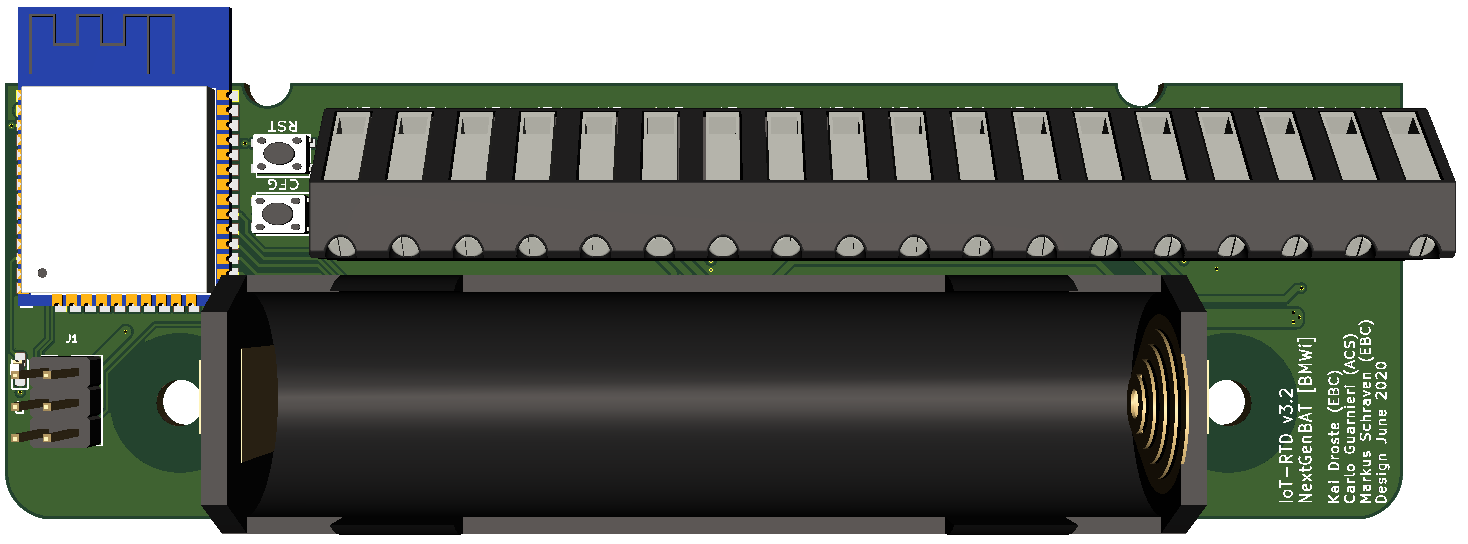 RST
CFG
J1
IoT-RTD v3.2
NextGenBAT [BMWi]
Kai Droste (EBC)
Carlo Guarnieri (ACS)
Markus Schraven (EBC)
Design June 2020